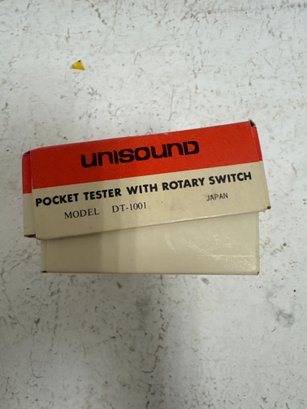 UNISOUND
POCKET TESTER WITH ROTARY SWITCH
MODEL DT-1001 JAPAN